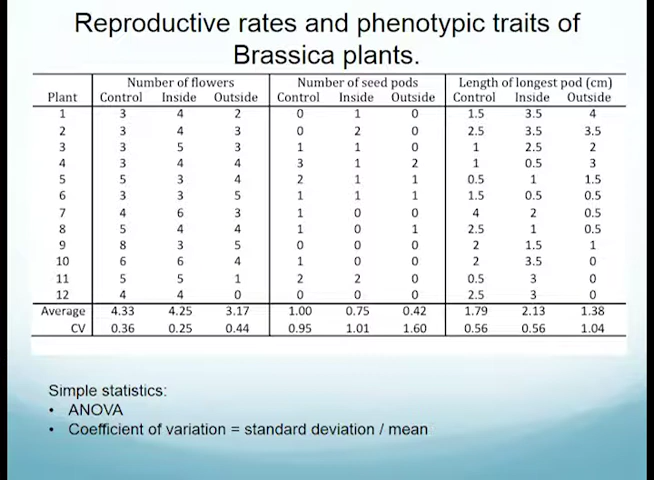 Reproductive rates and phenotypic traits of
Brassica plants.
Number of flowers Number of seed pods Length of longest pod (cm)
Plant Control Inside Outside Control Inside Outside Control Inside Outside
1 3 4 2 0 1 0 1.5 3.5 4
2 3 4 3 0 2 0 2.5 3.5 3.5
3 3 5 3 1 1 0 1 2.5 2
4 3 4 4 3 1 2 1 0.5 3
5 5 3 4 2 1 1 0.5 1 1.5
6 3 3 5 1 1 1 1.5 0.5 0.5
7 4 6 3 1 0 0 4 2 0.5
8 5 4 4 1 0 1 2.5 1 0.5
9 8 3 5 0 0 0 2 1.5 1
10 6 6 4 1 0 0 2 3.5 0
11 5 5 1 2 2 0 0.5 3 0
12 4 4 0 0 0 0 2.5 3 0
Average 4.33 4.25 3.17 1.00 0.75 0.42 1.79 2.13 1.38
CV 0.36 0.25 0.44 0.95 1.01 1.60 0.56 0.56 1.04
Simple statistics:
• ANOVA
• Coefficient of variation = standard deviation / mean